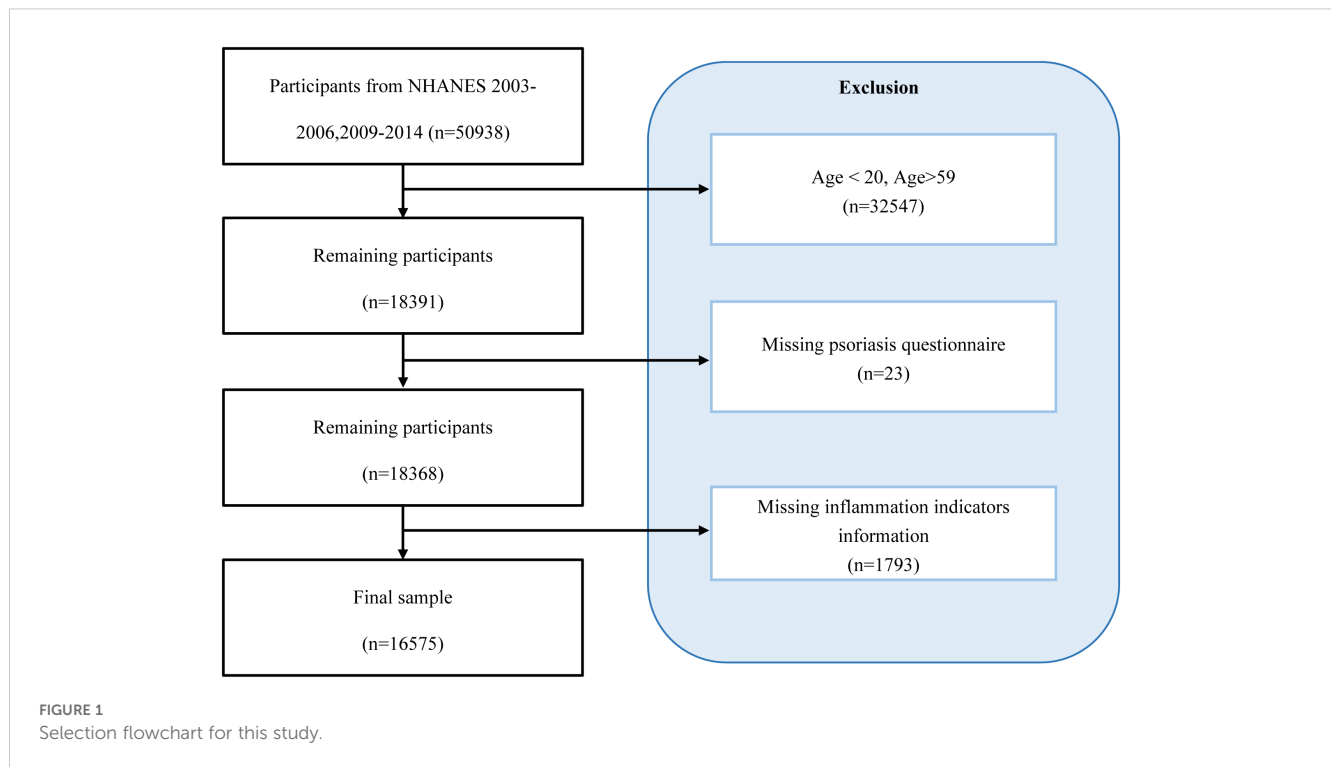 Participants from NHANES 2003-
2006,2009-2014 (n=50938)
Exclusion
Age < 20, Age>59
(n=32547)
Remaining participants
(n=18391)
Missing psoriasis questionnaire
(n=23)
Remaining participants
(n=18368)
Missing inflammation indicators
information
(n=1793)
Final sample
(n=16575)
FIGURE 1
Selection flowchart for this study.